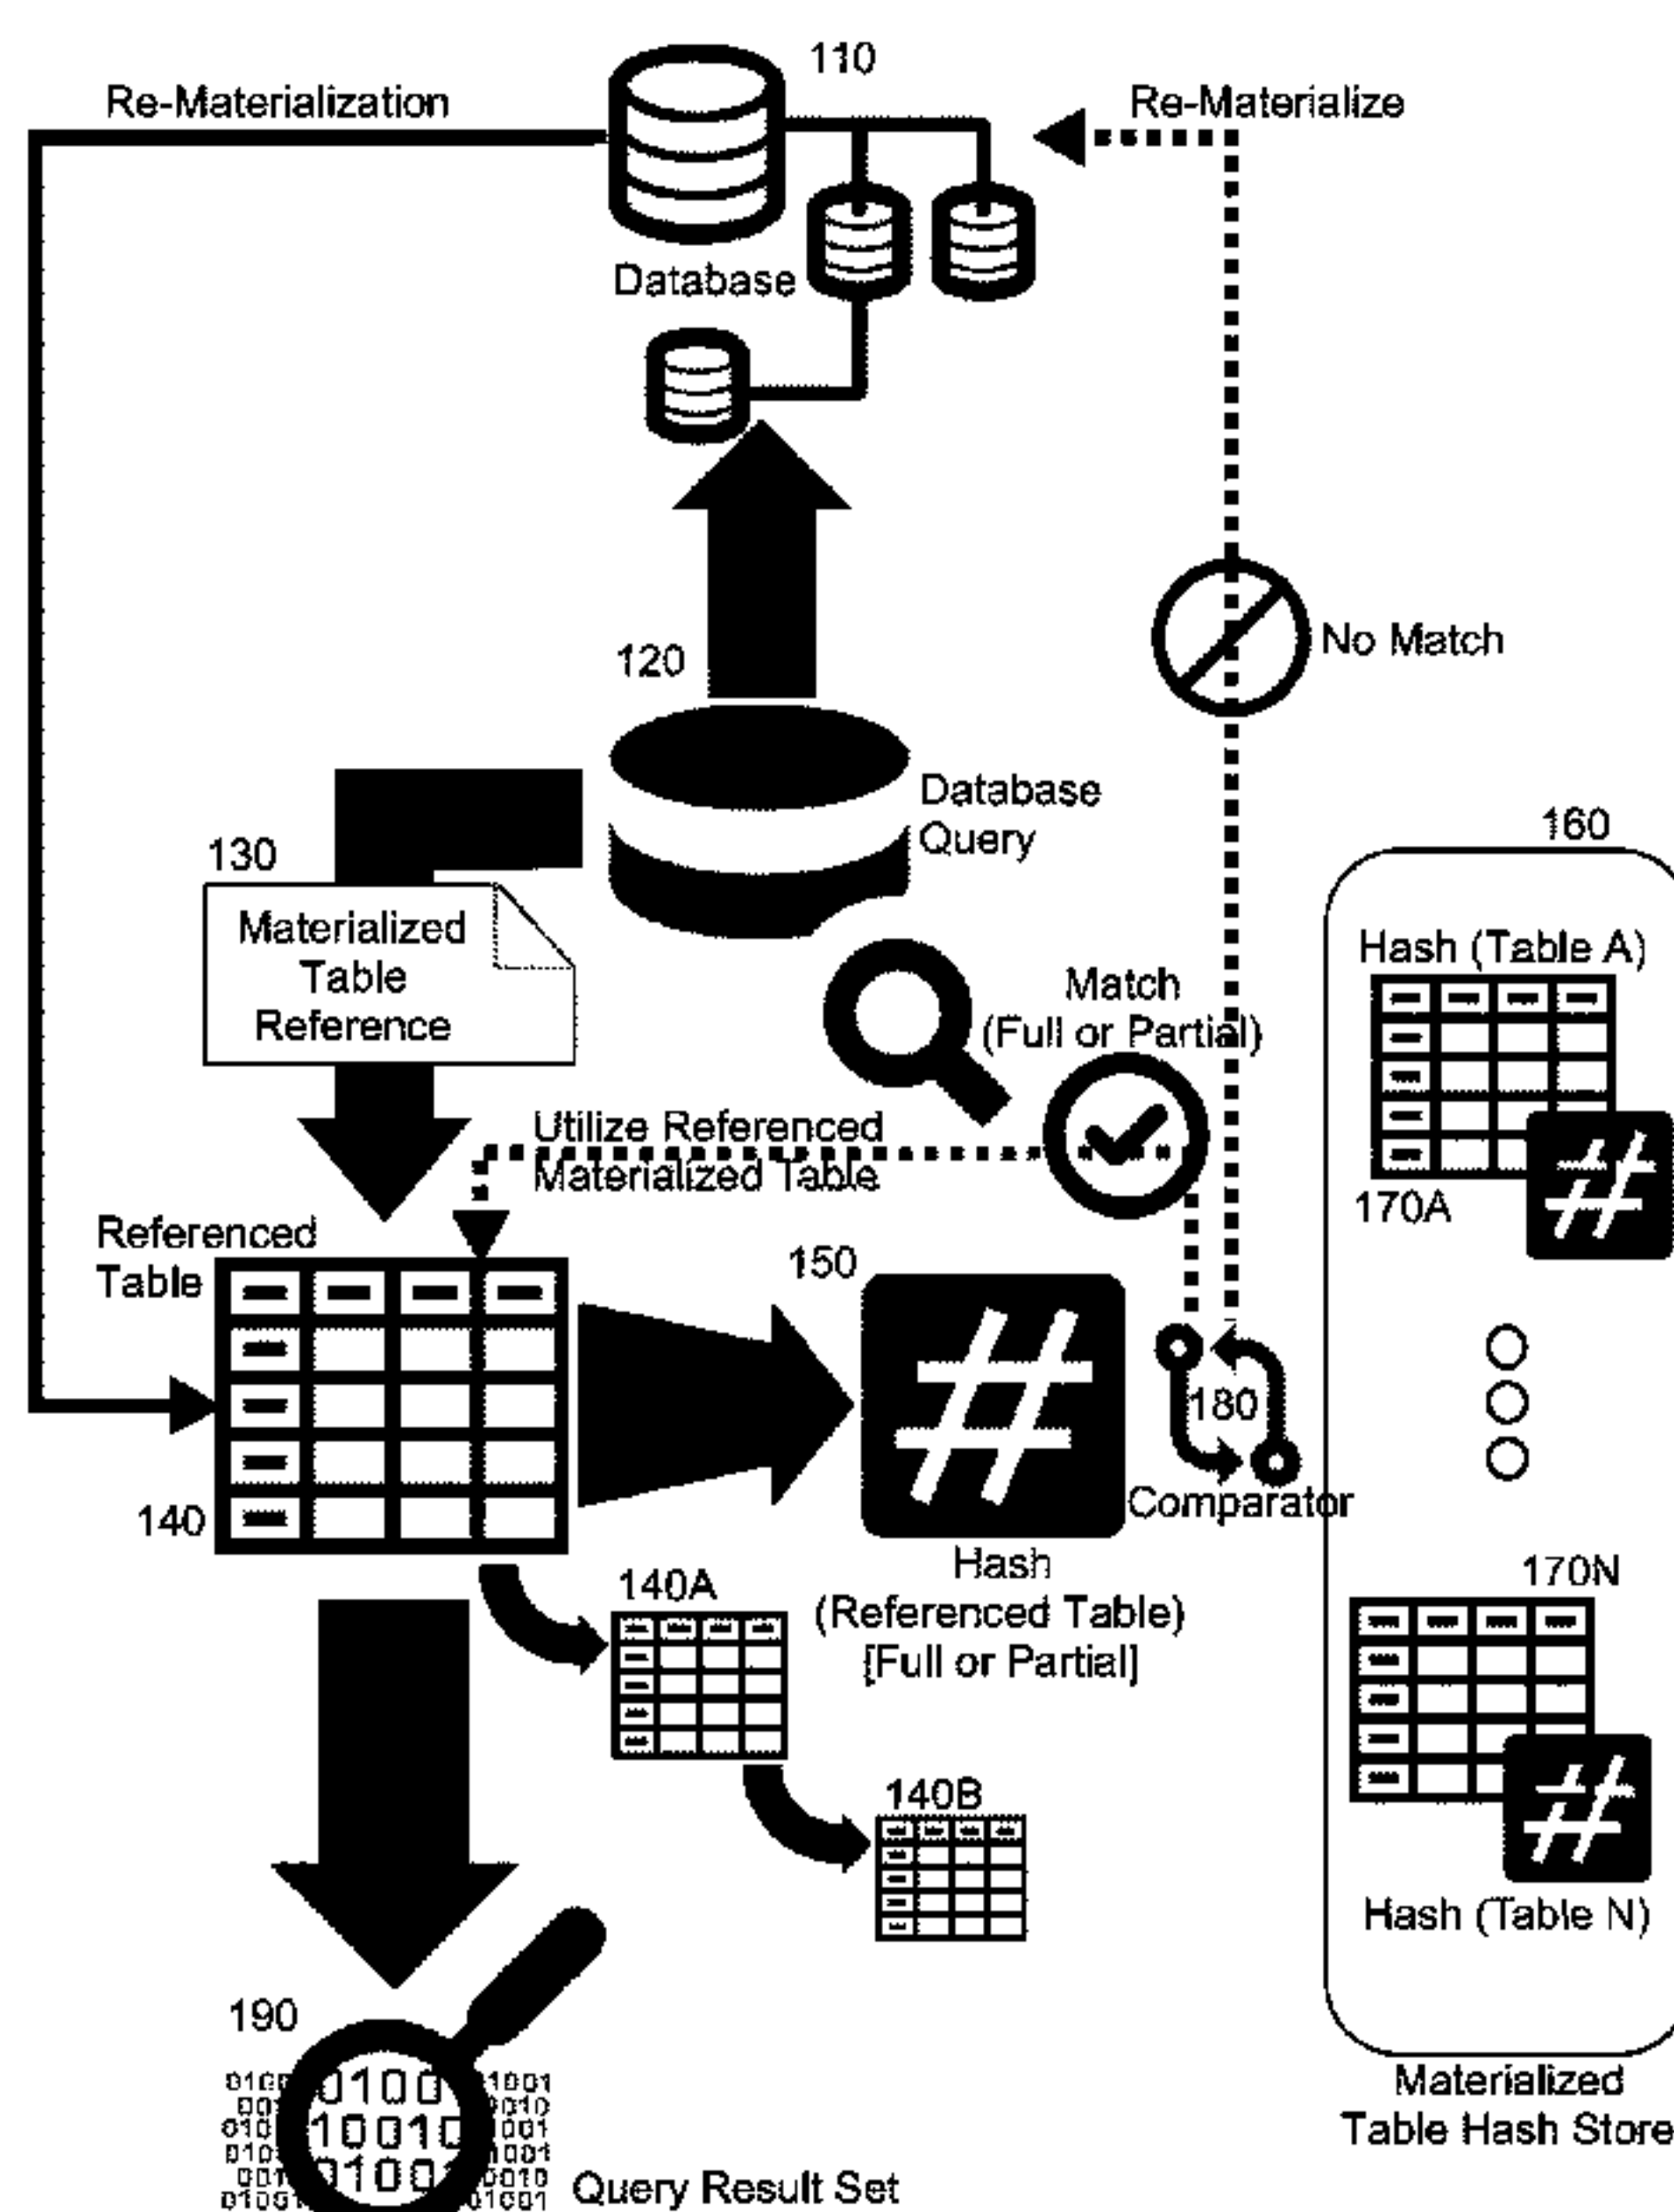 110
Re-Materialization
Re-Materialize
Database
120
No Match
Database
Query
130
160
Materialized
Table
Reference
Hash (Table A)
Match
(Full or Partial)
Utilize Referenced
Materialized Table
170A
Referenced
Table
150
180
Comparator
140
Hash
(Referenced Table)
[Full or Partial]
140A
170N
140B
Hash (Table N)
190
Materialized
Table Hash Store
0100
10010
Query Result Set